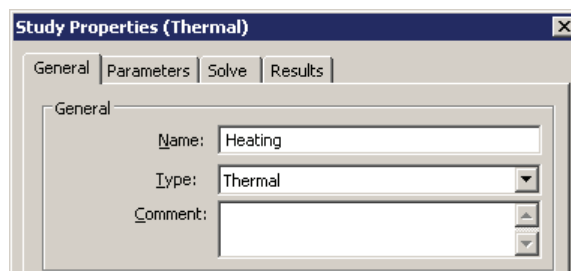 Study Properties (Thermal)
General Parameters Solve Results
General
Name: Heating
Type: Thermal
Comment: